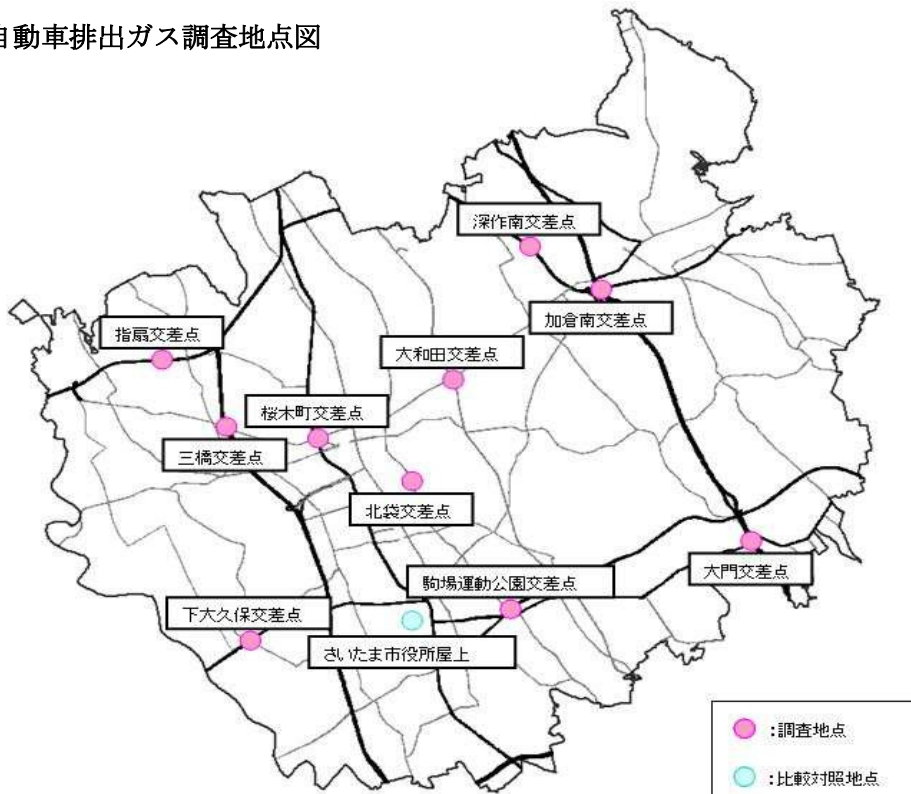 自動車排出ガス調査地点図
深作南交差点
加倉南交差点
指扇交差点
大和田交差点
桜木町交差点
三橋交差点
北袋交差点
大門交差点
駒場運動公園交差点
下大久保交差点
さいたま市役所屋上
:調査地点
:比較対照地点